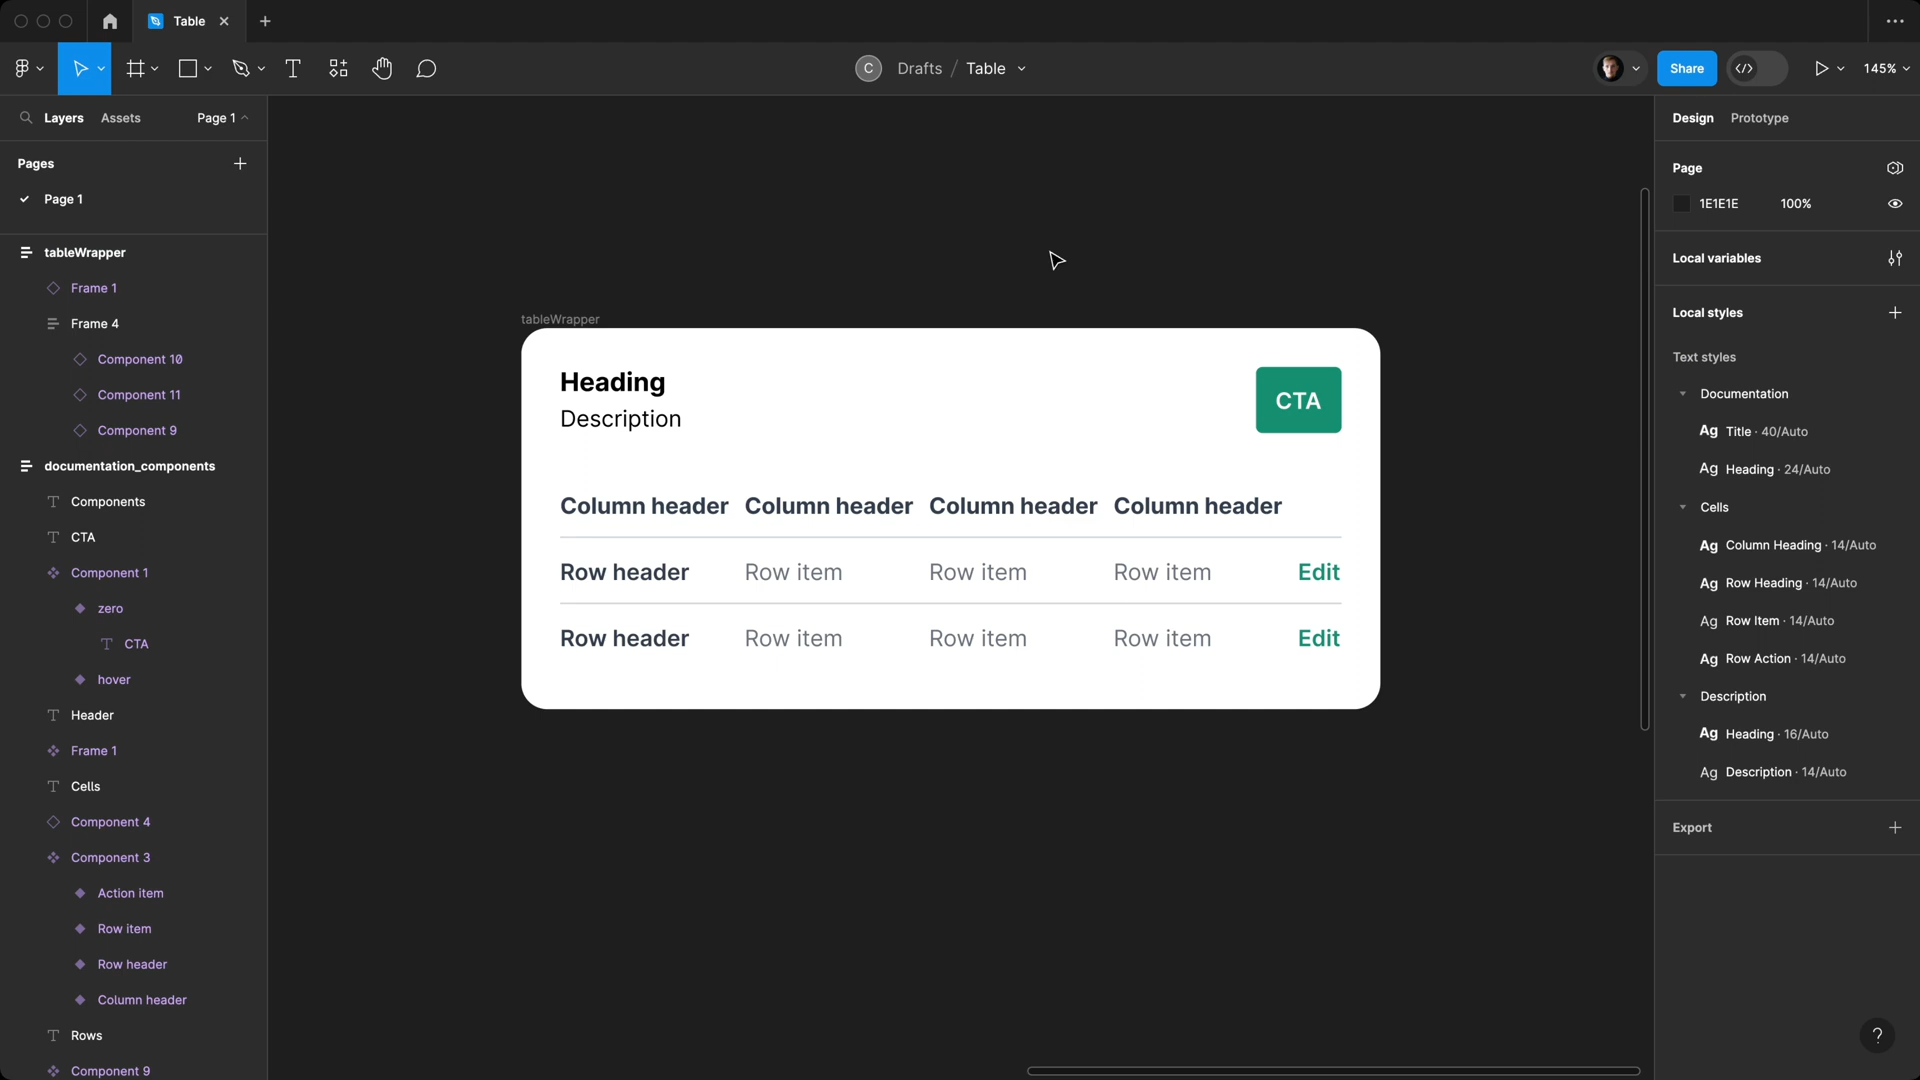 Table
Drafts / Table
C
Share
145%
Layers Assets Page 1
Pages
Page 1
tableWrapper
Frame 1
Frame 4
Component 10
Component 11
Component 9
documentation_components
Components
CTA
Component 1
zero
CTA
hover
Header
Frame 1
Cells
Component 4
Component 3
Action item
Row item
Row header
Column header
Rows
Component 9
tableWrapper
Heading
Description
CTA
Column header Column header Column header Column header
Row header Row item Row item Row item Edit
Row header Row item Row item Row item Edit
Design Prototype
Page
1E1E1E 100%
Local variables
Local styles
Text styles
Documentation
Ag Title · 40/Auto
Ag Heading · 24/Auto
Cells
Ag Column Heading · 14/Auto
Ag Row Heading · 14/Auto
Ag Row Item · 14/Auto
Ag Row Action · 14/Auto
Description
Ag Heading · 16/Auto
Ag Description · 14/Auto
Export
?